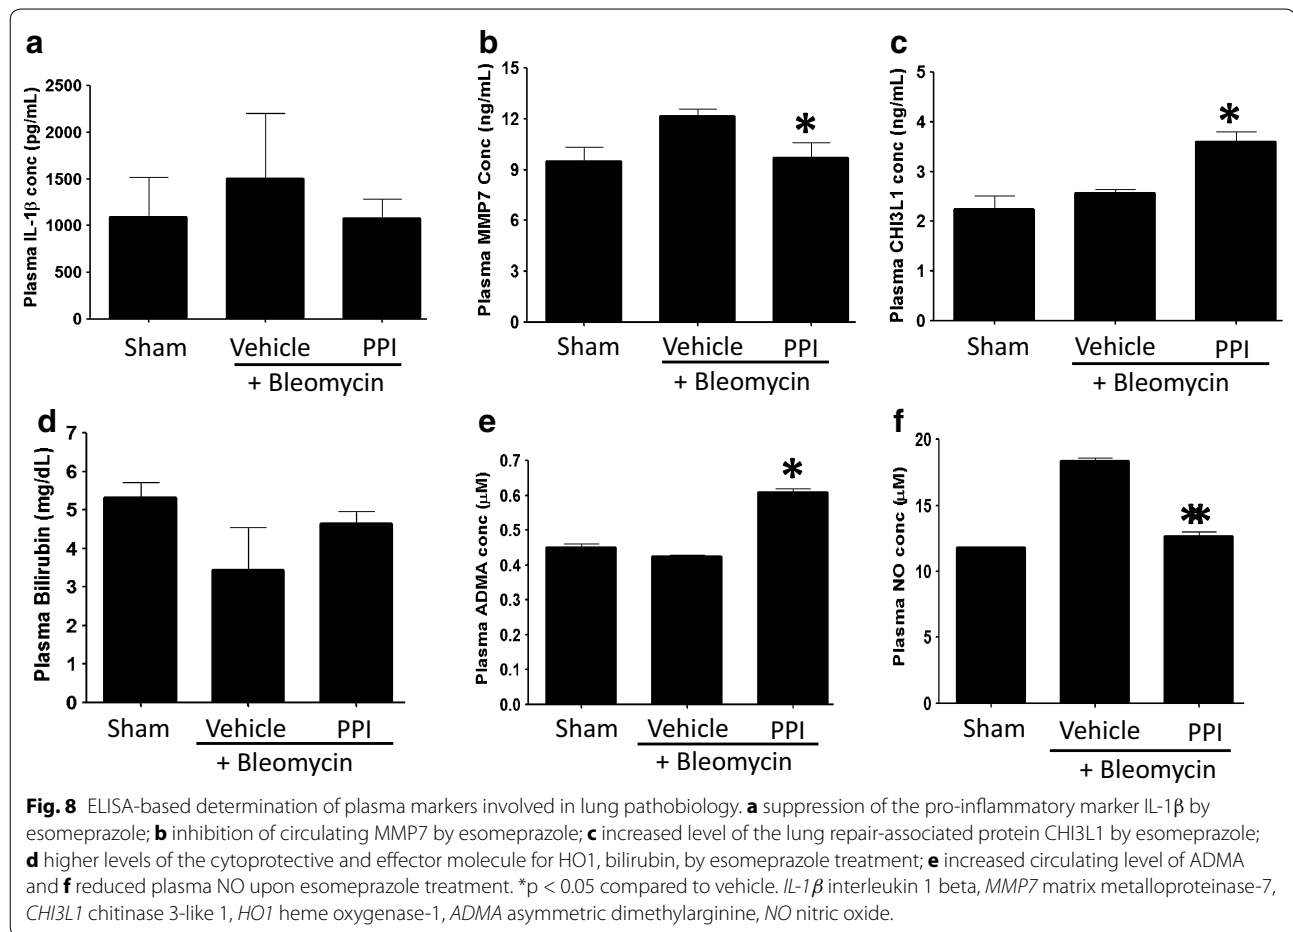 a
Plasma IL-1β conc (pg/mL)
2500
2000
1500
1000
500
0
Sham
Vehicle
PPI
+ Bleomycin
b
Plasma MMP7 Conc (ng/mL)
15
12
9
6
3
0
*
Sham
Vehicle
PPI
+ Bleomycin
c
Plasma CHI3L1 conc (ng/mL)
5
4
3
2
1
0
*
Sham
Vehicle
PPI
+ Bleomycin
d
Plasma Bilirubin (mg/dL)
7
6
5
4
3
2
1
0
Sham
Vehicle
PPI
+ Bleomycin
e
Plasma ADMA conc (μM)
0.7
0.6
0.5
0.4
0.3
0.2
0.1
0.0
*
Sham
Vehicle
PPI
+ Bleomycin
f
Plasma NO conc (μM)
20
15
10
5
0
**
Sham
Vehicle
PPI
+ Bleomycin
Fig. 8 ELISA-based determination of plasma markers involved in lung pathobiology. a suppression of the pro-inflammatory marker IL-1β by
esomeprazole; b inhibition of circulating MMP7 by esomeprazole; c increased level of the lung repair-associated protein CHI3L1 by esomeprazole;
d higher levels of the cytoprotective and effector molecule for HO1, bilirubin, by esomeprazole treatment; e increased circulating level of ADMA
and f reduced plasma NO upon esomeprazole treatment. *p < 0.05 compared to vehicle. IL-1β interleukin 1 beta, MMP7 matrix metalloproteinase-7,
CHI3L1 chitinase 3-like 1, HO1 heme oxygenase-1, ADMA asymmetric dimethylarginine, NO nitric oxide.